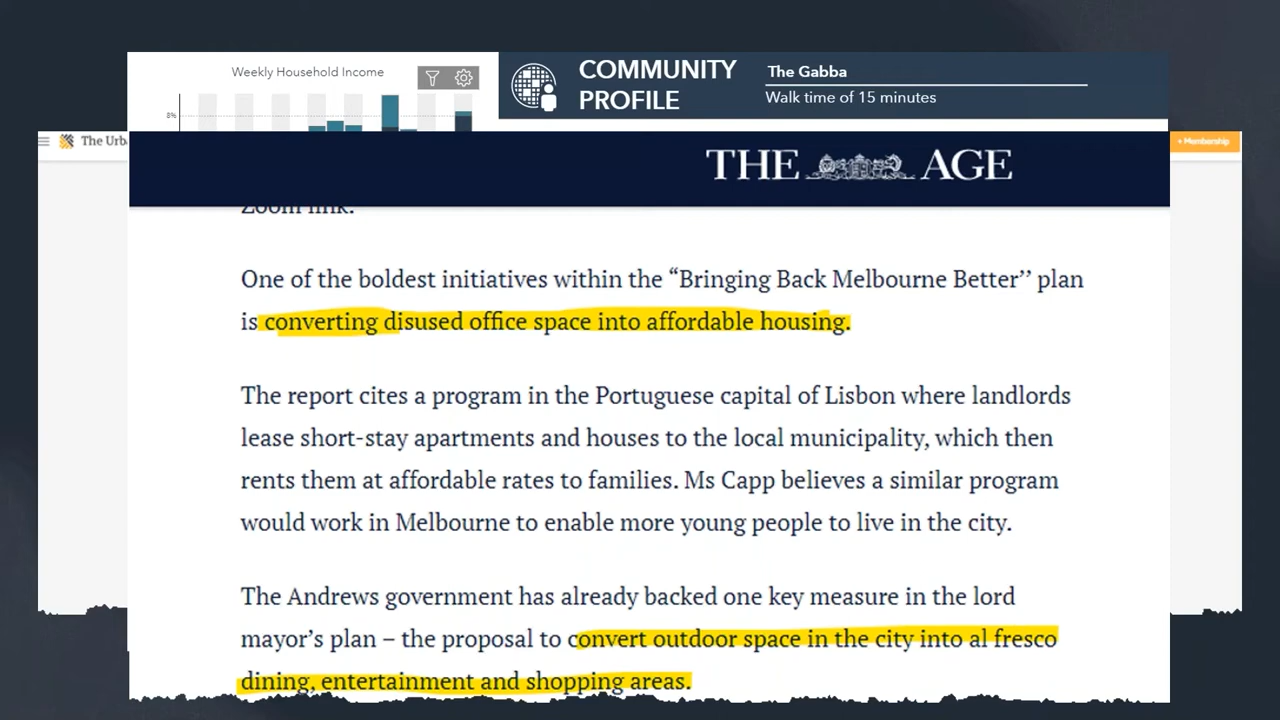 Weekly Household Income
8%
COMMUNITY
PROFILE
The Gabba
Walk time of 15 minutes
The Urb
+ Membership
THE AGE
Zoom link.
One of the boldest initiatives within the “Bringing Back Melbourne Better’’ plan
is converting disused office space into affordable housing.
The report cites a program in the Portuguese capital of Lisbon where landlords
lease short-stay apartments and houses to the local municipality, which then
rents them at affordable rates to families. Ms Capp believes a similar program
would work in Melbourne to enable more young people to live in the city.
The Andrews government has already backed one key measure in the lord
mayor’s plan – the proposal to convert outdoor space in the city into al fresco
dining, entertainment and shopping areas.